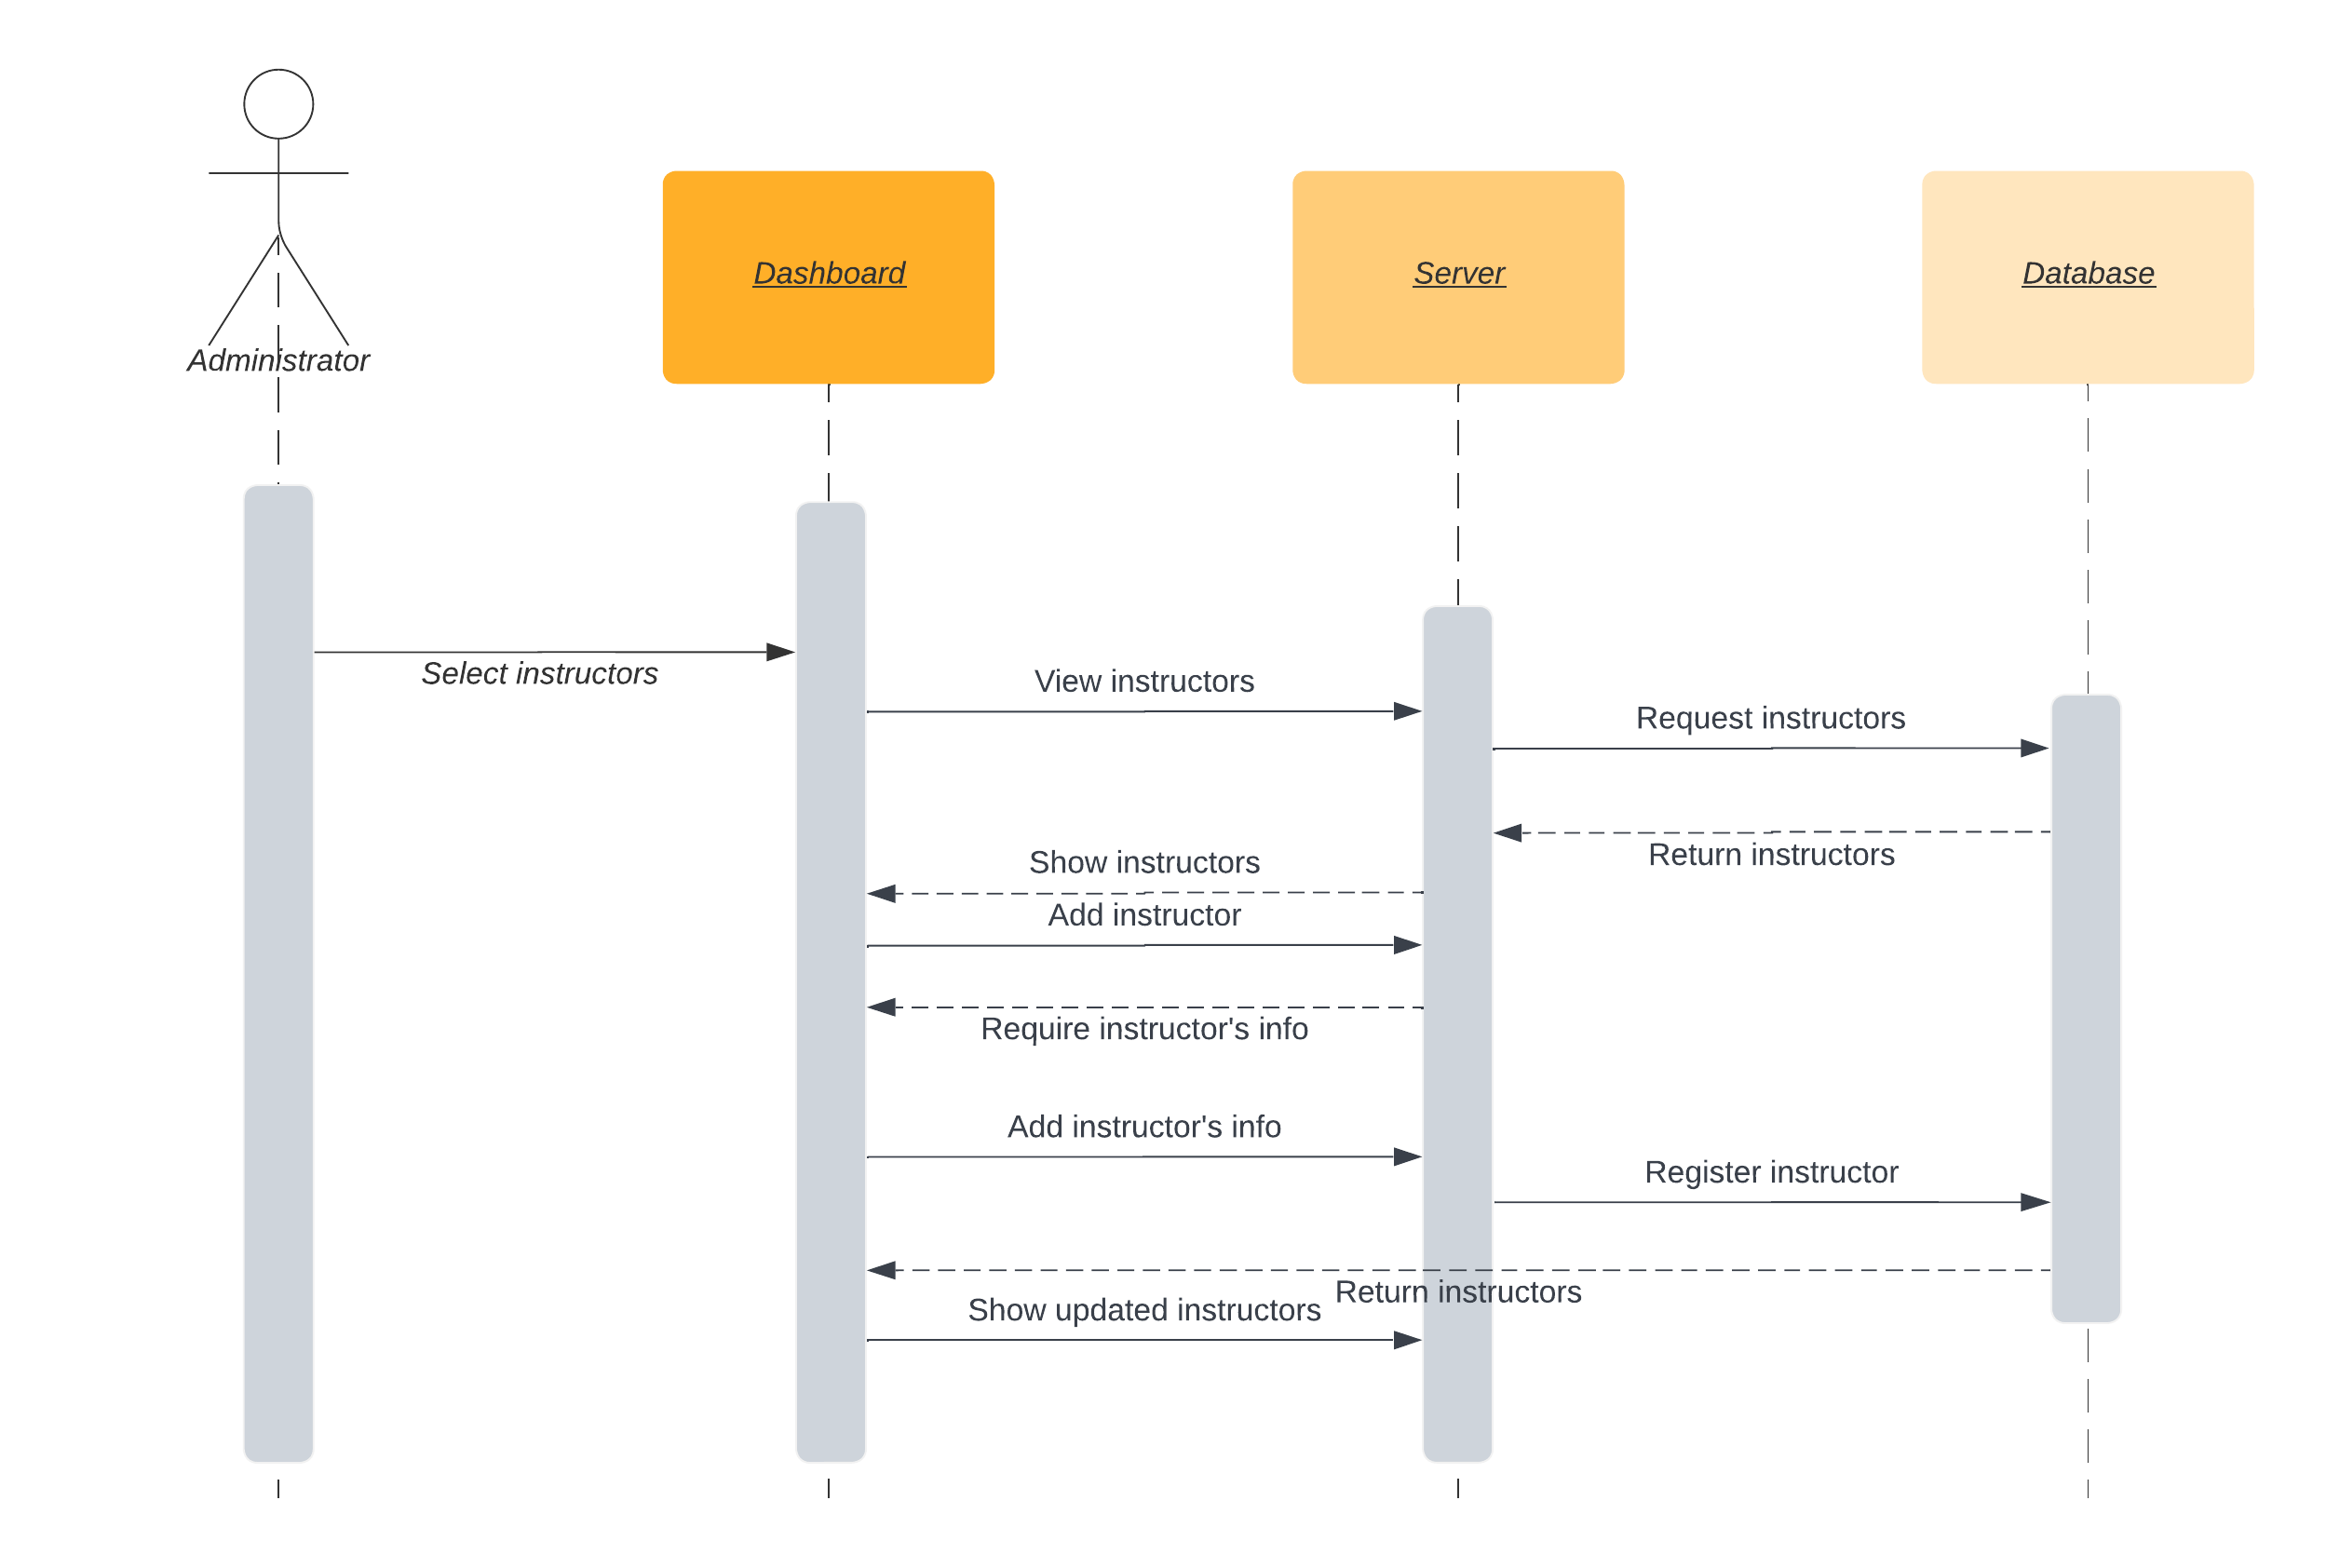 Dashboard
Server
Database
Administrator
Select instructors
View instructors
Request instructors
Return instructors
Show instructors
Add instructor
Require instructor's info
Add instructor's info
Register instructor
Return instructors
Show updated instructors